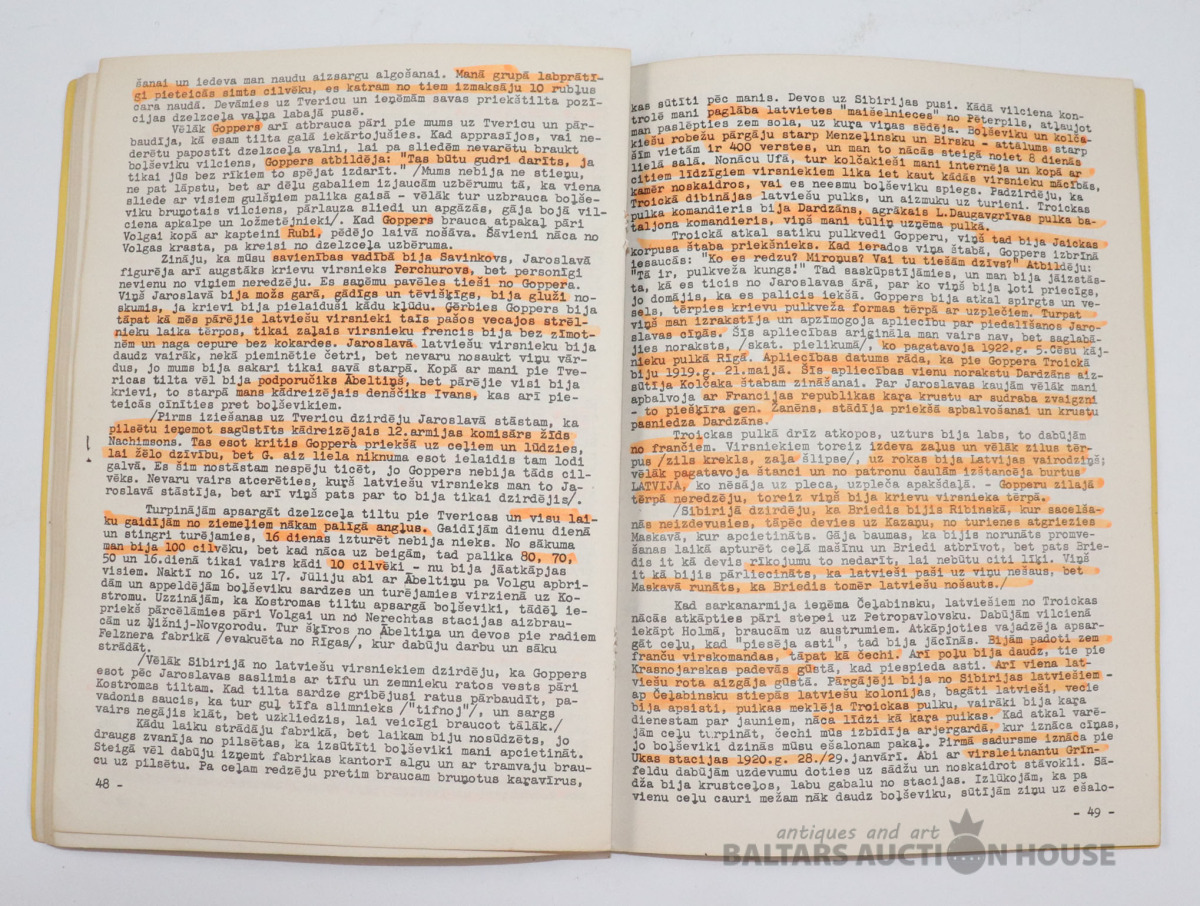 šanai un iedeva man naudu aizsargu algošanai. Manā grupā labprātī-
gi pieteicās simts cilvēku, es katram no tiem izmaksāju 10 rubļus
cara naudā. Devāmies uz Tvericu un ieņēmām savas priekštilta pozī-
cijas dzelzceļa vaļņa labajā pusē.
Vēlāk Goppers arī atbrauca pāri pie mums uz Tvericu un pār-
baudīja, kā esam tilta galā iekārtojušies. Kad apprasījos, vai ne-
derētu papostīt dzelzceļa valni, lai pa sliedēm nevarētu braukt
boļševiku vilciens, Goppers atbildēja: "Tas būtu gudri darīts, ja
tikai jūs bez rīkiem to spējat izdarīt." /Mums nebija ne stieņu,
ne pat lāpstu, bet ar dēļu gabaliem izjaucām uzbērumu tā, ka viena
sliede ar visiem gulšņiem palika gaisā - vēlāk tur uzbrauca boļše-
viku bruņotais vilciens, pārlauza sliedi un apgāzās, gāja bojā vil-
ciena apkalpe un ložmetējnieki/. Kad Goppers brauca atpakaļ pāri
Volgai kopā ar kapteini Rubi, pēdējo laivā nošāva. Šāvieni nāca no
Volgas krasta, pa kreisi no dzelzceļa uzbēruma.
Zināju, ka mūsu savienības vadībā bija Savinkovs, Jaroslavā
figurēja arī augstāks krievu virsnieks Perchurovs, bet personīgi
nevienu no viņiem neredzēju. Es saņēmu pavēles tieši no Goppera.
Viņš Jaroslavā bija možs garā, gādīgs un tēvišķīgs, bija gluži no-
skumis, ja krievi bija pielaiduši kādu kļūdu. Ģērbies Goppers bija
tāpat kā mēs pārējie latviešu virsnieki tais pašos vecajos strēl-
nieku laika tērpos, tikai zaļais virsnieku frencis bija bez zīmot-
nēm un naga cepure bez kokardes. Jaroslavā latviešu virsnieku bija
daudz vairāk, nekā pieminētie četri, bet nevaru nosaukt viņu vār-
dus, jo mums bija sakari tikai savā starpā. Kopā ar mani pie Tve-
ricas tilta vēl bija podporučiks Ābeltiņš, bet pārējie visi bija
krievi, to starpā mans kādreizējais denščiks Ivans, kas arī pie-
teicās cīnīties pret boļševikiem.
/Pirms iziešanas uz Tvericu dzirdēju Jaroslavā stāstam, ka
pilsētu ieņemot sagūstīts kādreizējais 12.armijas komisārs žīds
Nachimsons. Tas esot kritis Goppera priekšā uz ceļiem un lūdzies,
lai žēlo dzīvību, bet G. aiz liela niknuma esot ielaidis tam lodi
galvā. Es šim nostāstam nespēju ticēt, jo Goppers nebija tāds cil-
vēks. Nevaru vairs atcerēties, kurš latviešu virsnieks man to Ja-
roslavā stāstīja, bet arī viņš pats par to bija tikai dzirdējis/.
Turpinājām apsargāt dzelzceļa tiltu pie Tvericas un visu lai-
ku gaidījām no ziemeļiem nākam palīgā angļus. Gaidījām dienu dienā
un stingri turējamies, 16 dienas izturēt nebija nieks. No sākuma
man bija 100 cilvēku, bet kad nāca uz beigām, tad palika 80, 70,
50 un 16.dienā tikai vairs kādi 10 cilvēki - nu bija jāatkāpjas
visiem. Naktī no 16. uz 17. Jūliju abi ar Ābeltiņu pa Volgu apbri-
dām un appeldējām boļševiku sardzes un turējamies virzienā uz Ko-
stromu. Uzzinājām, ka Kostromas tiltu apsargā boļševiki, tādēļ ie-
priekš pārcēlāmies pāri Volgai un no Nerechtas stacijas aizbrau-
cām uz Ņižnij-Novgorodu. Tur šķīros no Ābeltiņa un devos pie radiem
Felznera fabrikā /evakuēta no Rīgas/, kur dabūju darbu un sāku
strādāt.
/Vēlāk Sibirijā no latviešu virsniekiem dzirdēju, ka Goppers
esot pēc Jaroslavas saslimis ar tīfu un zemnieku ratos vests pāri
Kostromas tiltam. Kad tilta sardze gribējusi ratus pārbaudīt, pa-
vadonis saucis, ka tur guļ tīfa slimnieks /"tifnoj"/, un sargs
vairs negājis klāt, bet uzkliedzis, lai veicīgi braucot tālāk./
Kādu laiku strādāju fabrikā, bet laikam biju nosūdzēts, jo
draugs zvanīja no pilsētas, ka izsūtīti boļševiki mani apcietināt.
Steigā vēl dabūju izņemt fabrikas kantorī algu un ar tramvaju brau-
cu uz pilsētu. Pa ceļam redzēju pretim braucam bruņotus kaŗavīrus,
48 -
kas sūtīti pēc manis. Devos uz Sibirijas pusi. Kādā vilciena kon-
trolē mani paglāba latvietes "maišelnieces" no Pēterpils, atļaujot
man paslēpties zem sola, uz kuŗa viņas sēdēja. Boļševiku un kolča-
kiešu robežu pārgāju starp Menzeļinsku un Birsku - attālums starp
šīm vietām ir 400 verstes, un man to nācās steigā noiet 8 dienās
lielā salā. Nonācu Ufā, tur kolčakieši mani internēja un kopā ar
citiem līdzīgiem virsniekiem lika iet kaut kādās virsnieku mācībās,
kamēr noskaidros, vai es neesmu boļševiku spiegs. Padzirdēju, ka
Troickā dibinājas latviešu pulks, un aizmuku uz turieni. Troickas
pulka komandieris bija Dardzāns, agrākais L.Daugavgrīvas pulka ba-
taljona komandieris, viņš mani tūliņ uzņēma pulkā.
Troickā atkal satiku pulkvedi Gopperu, viņš tad bija Jaickas
korpusa štaba priekšnieks. Kad ierados viņa štabā, Goppers izbrīnā
iesaucās: "Ko es redzu? Miroņus? Vai tu tiešām dzīvs?" Atbildēju:
"Tā ir, pulkveža kungs!" Tad saskūpstījāmies, un man bija jāizstās-
ta, kā es ticis no Jaroslavas ārā, par ko viņš bija ļoti priecīgs,
jo domājis, ka es palicis iekšā. Goppers bija atkal spirgts un ve-
sels, tērpies krievu pulkveža formas tērpā ar uzplečiem. Turpat
viņš man izrakstīja un apzīmogoja apliecību par piedalīšanos Jaro-
slavas cīņās. Šīs apliecības oriģināla man vairs nav, bet saglabā-
jies noraksts, /skat. pielikumā/, ko pagatavoja 1922.g. 5.Cēsu kāj-
nieku pulkā Rīgā. Apliecības datums rāda, ka pie Goppera Troickā
biju 1919.g. 21.maijā. Šīs apliecības vienu norakstu Dardzāns aiz-
sūtīja Kolčaka štabam zināšanai. Par Jaroslavas kaujām vēlāk mani
apbalvoja ar Francijas republikas kaŗa krustu ar sudraba zvaigzni
- to piešķīra gen. Žanēns, stādīja priekšā apbalvošanai un krustu
pasniedza Dardzāns.
Troickas pulkā drīz atkopos, uzturs bija labs, to dabūjām
no frančiem. Virsniekiem toreiz izdeva zaļus un vēlāk zilus tēr-
pus /zils krekls, zaļa šlipse/, uz rokas bija Latvijas vairodziņš;
vēlāk pagatavoja štanci un no patronu čaulām izštancēja burtus
LATVIJA, ko nēsāja uz pleca, uzpleča apakšdaļā. - Gopperu zilajā
tērpā neredzēju, toreiz viņš bija krievu virsnieka tērpā.
/Sibirijā dzirdēju, ka Briedis bijis Ribinskā, kur sacelša-
nās neizdevusies, tāpēc devies uz Kazaņu, no turienes atgriezies
Maskavā, kur apcietināts. Gāja baumas, ka bijis norunāts promve-
šanas laikā apturēt ceļā mašīnu un Briedi atbrīvot, bet pats Brie-
dis it kā devis rīkojumu to nedarīt, lai nebūtu citi līķi. Viņš
it kā bijis pārliecināts, ka latvieši paši uz viņu nešaus, bet
Maskavā runāts, ka Briedis tomēr latviešu nošauts./
Kad sarkanarmija ieņēma Čeļabinsku, latviešiem no Troickas
nācās atkāpties pāri stepei uz Petropavlovsku. Dabūjām vilcienā
iekāpt Holmā, braucām uz austrumiem. Atkāpjoties vajadzēja apsar-
gāt ceļu, kad "piesēja asti", tad bija jācīnās. Bijām padoti zem
franču virskomandas, tāpat kā čechi. Arī poļu bija daudz, tie pie
Krasnojarskas padevās gūstā, kad piespieda asti. Arī viena lat-
viešu rota aizgāja gūstā. Pārgājēji bija no Sibirijas latviešiem -
ap Čeļabinsku stiepās latviešu kolonijas, bagāti latvieši, vecie
bija apsisti, puikas meklēja Troickas pulku, vairāki bija kaŗa
dienestam par jauniem, nāca līdzi kā kaŗa puikas. Kad atkal varē-
jām ceļu turpināt, čechi mūs izbīdīja arjergardā, kur iznāca cīņas,
jo boļševiki dzinās mūsu ešalonam pakaļ. Pirmā sadursme iznāca pie
Ukas stacijas 1920.g. 28./29.janvārī. Abi ar virsleitnantu Grīn-
feldu dabūjām uzdevumu doties uz sādžu un noskaidrot stāvokli. Sā-
dža bija krustceļos, labu gabalu no stacijas. Izlūkojām, ka pa
vienu ceļu cauri mežam nāk daudz boļševiku, sūtījām ziņu uz ešalo-
- 49 -
antiques and art
BALTARS AUCTION HOUSE